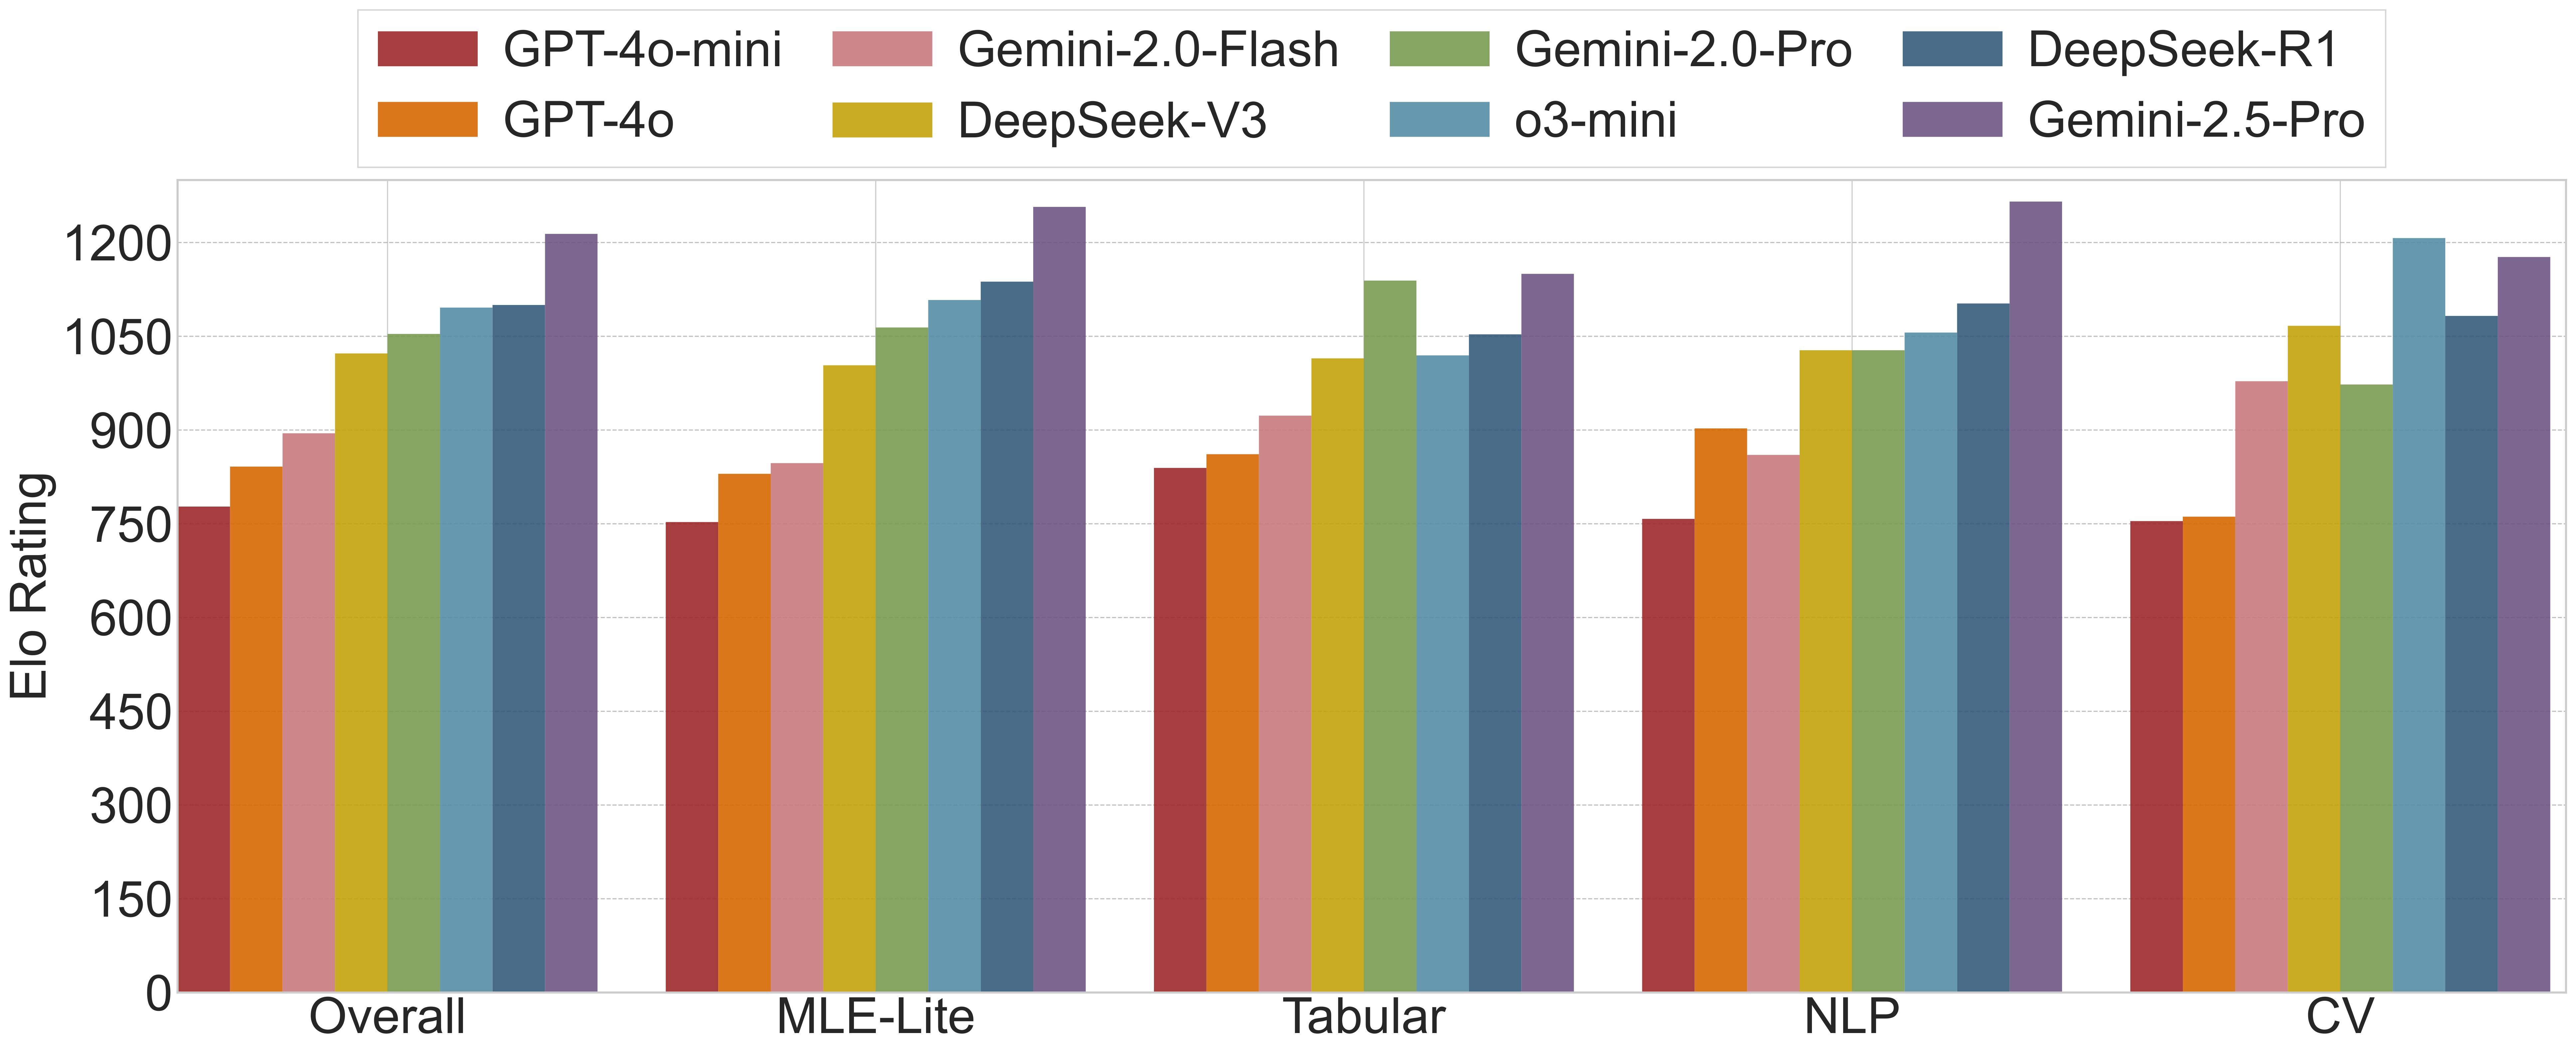 GPT-4o-mini Gemini-2.0-Flash Gemini-2.0-Pro DeepSeek-R1
GPT-4o DeepSeek-V3 o3-mini Gemini-2.5-Pro
Elo Rating
1200
1050
900
750
600
450
300
150
0
Overall MLE-Lite Tabular NLP CV